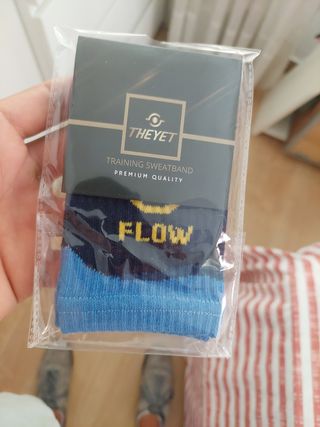 THEYET
TRAINING SWEATBAND
PREMIUM QUALITY
FLOW